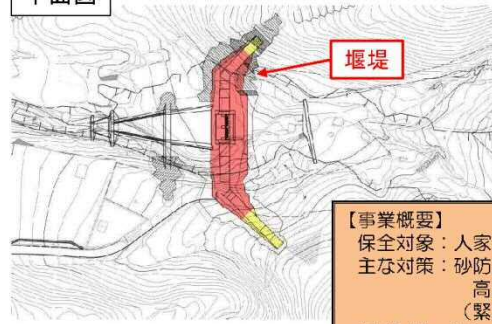 平面図
堰堤
【事業概要】
保全対象：人家
主な対策：砂防
高
（緊